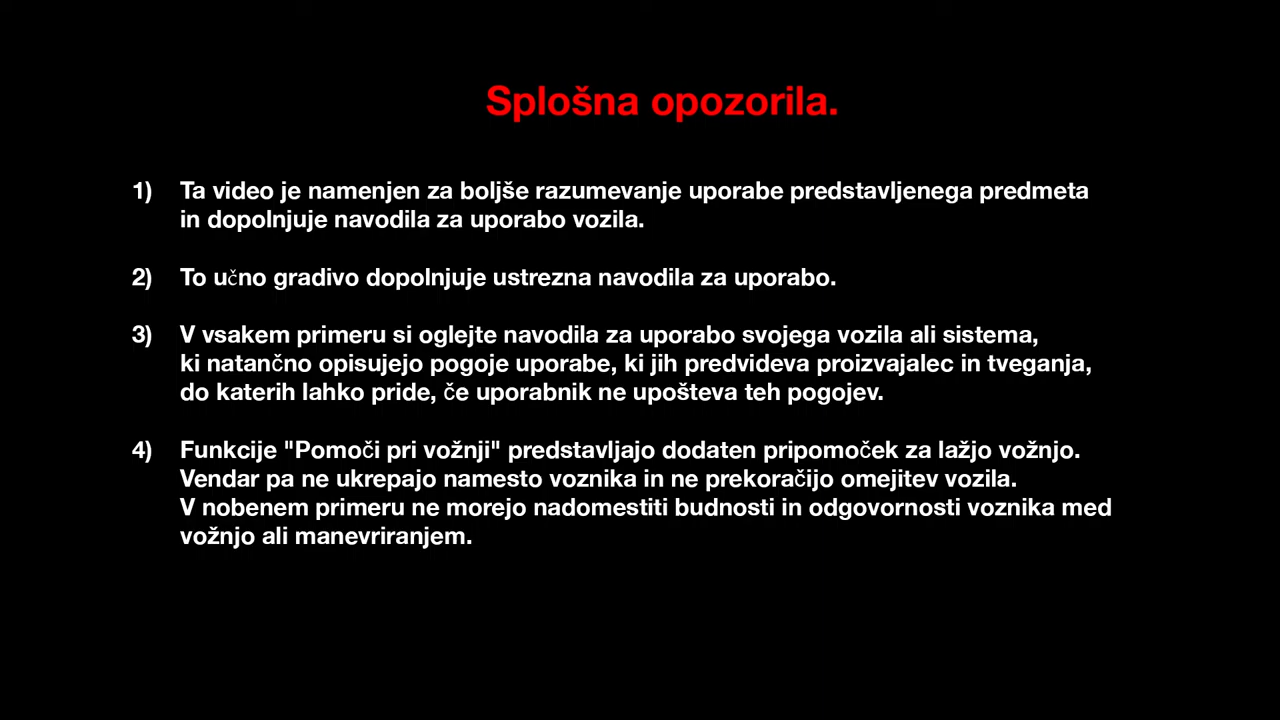 Splošna opozorila.
1) Ta video je namenjen za boljše razumevanje uporabe predstavljenega predmeta
in dopolnjuje navodila za uporabo vozila.
2) To učno gradivo dopolnjuje ustrezna navodila za uporabo.
3) V vsakem primeru si oglejte navodila za uporabo svojega vozila ali sistema,
ki natančno opisujejo pogoje uporabe, ki jih predvideva proizvajalec in tveganja,
do katerih lahko pride, če uporabnik ne upošteva teh pogojev.
4) Funkcije "Pomoči pri vožnji" predstavljajo dodaten pripomoček za lažjo vožnjo.
Vendar pa ne ukrepajo namesto voznika in ne prekoračijo omejitev vozila.
V nobenem primeru ne morejo nadomestiti budnosti in odgovornosti voznika med
vožnjo ali manevriranjem.